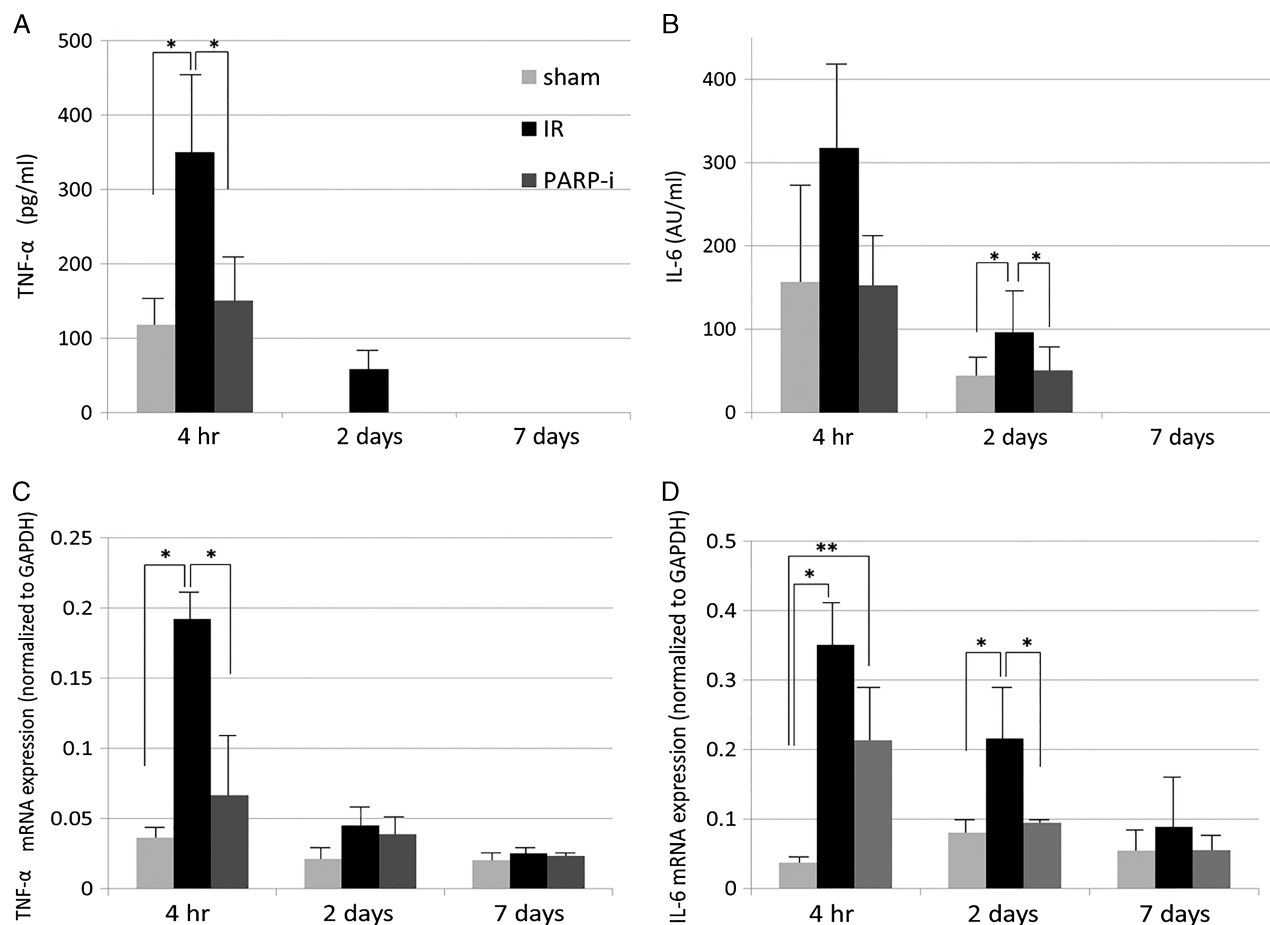 A
TNF-α (pg/ml)
500
400
300
200
100
0
* *
sham
IR
PARP-i
4 hr 2 days 7 days
B
IL-6 (AU/ml)
400
300
200
100
0
* *
4 hr 2 days 7 days
C
TNF-α mRNA expression (normalized to GAPDH)
0.25
0.2
0.15
0.1
0.05
0
* *
4 hr 2 days 7 days
D
IL-6 mRNA expression (normalized to GAPDH)
0.5
0.4
0.3
0.2
0.1
0
**
*
* *
4 hr 2 days 7 days